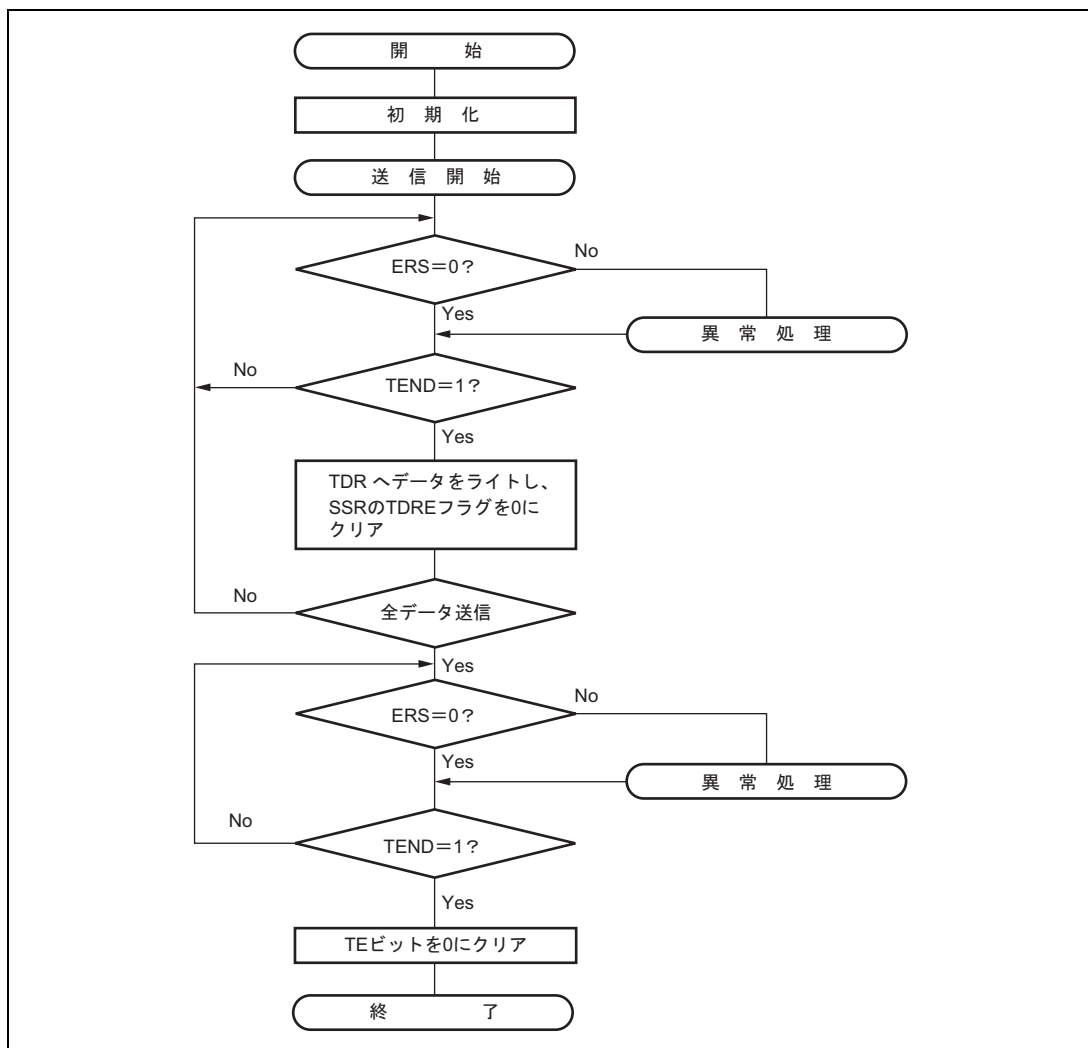 開 始
初 期 化
送 信 開 始
ERS=0?
No
Yes
異 常 処 理
No
TEND=1?
Yes
TDR へデータをライトし、
SSRのTDREフラグを0に
クリア
No
全データ送信
Yes
No
ERS=0?
Yes
異 常 処 理
No
TEND=1?
Yes
TEビットを0にクリア
終 了